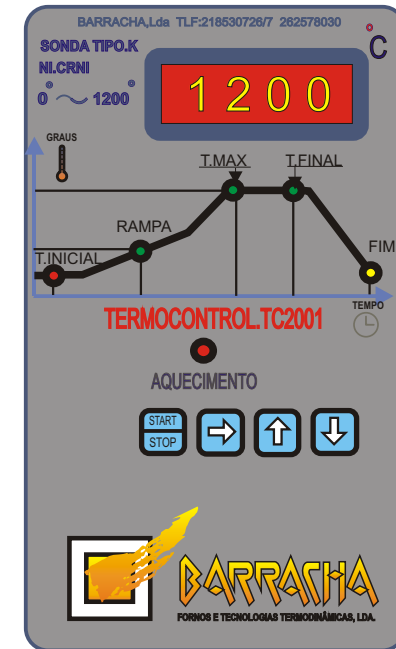 BARRACHA,Lda TLF:218530726/7 262578030
SONDA TIPO.K
NI.CRNI
0° ~ 1200°
°C
1200
GRAUS
T.MAX
T.FINAL
RAMPA
T.INICIAL
FIM
TEMPO
TERMOCONTROL.TC2001
AQUECIMENTO
START
STOP
BARRACHA
FORNOS E TECNOLOGIAS TERMODINÂMICAS, LDA.